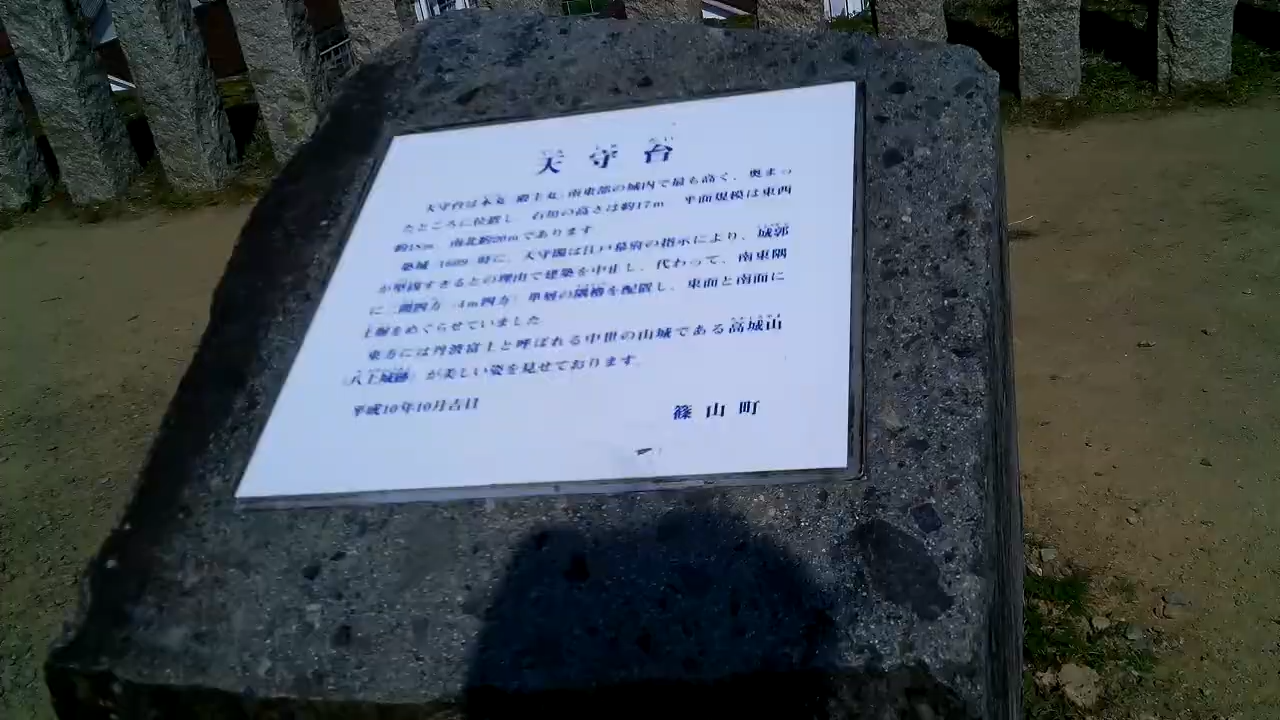 天守台
天守台は本丸(殿主丸)南東部の城内で最も高く、奥まっ
たところに位置し、石垣の高さは約17m、平面規模は東西
約18m、南北約20mであります。
築城(1609)時に、天守閣は江戸幕府の指示により、城郭
が堅固すぎるとの理由で建築を中止し、代わって、南東隅
に二間四方(4m四方)単層の隅櫓を配置し、東面と南面に
土塀をめぐらせていました。
東方には丹波富士と呼ばれる中世の山城である高城山
(八上城跡)が美しい姿を見せております。
平成10年10月吉日
篠山町